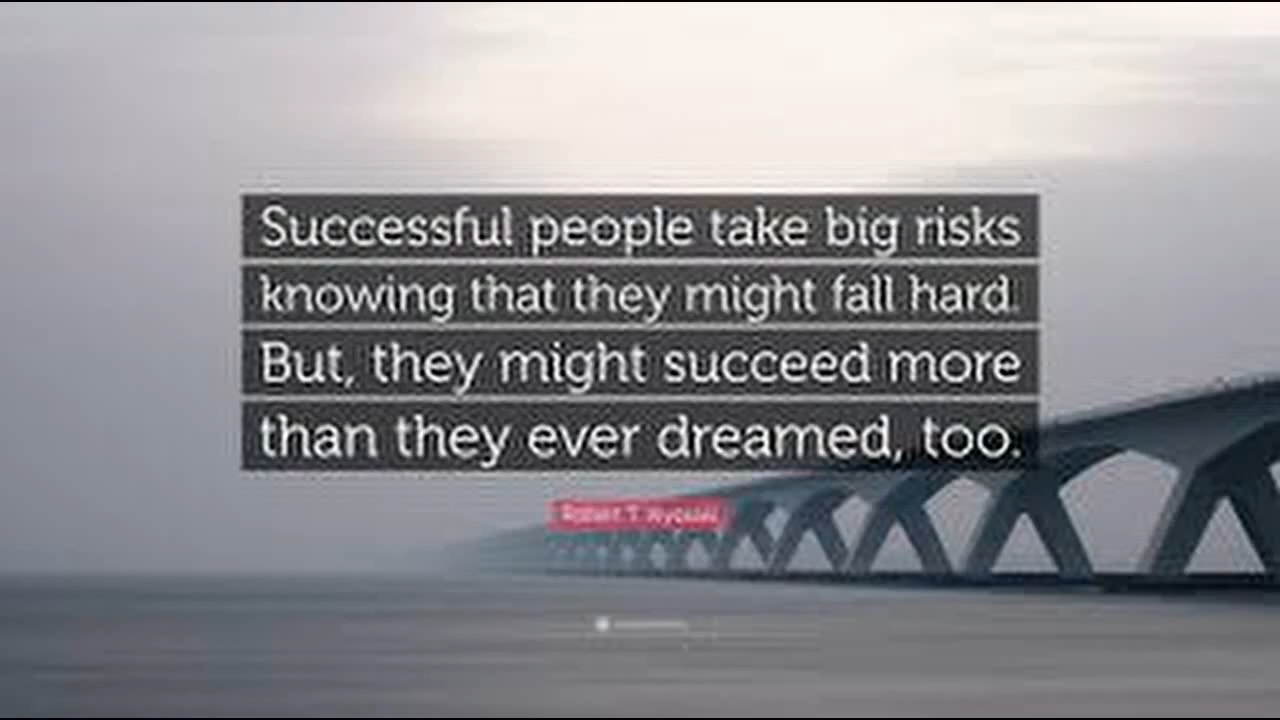 Successful people take big risks
knowing that they might fall hard.
But, they might succeed more
than they ever dreamed, too.
Robert T.